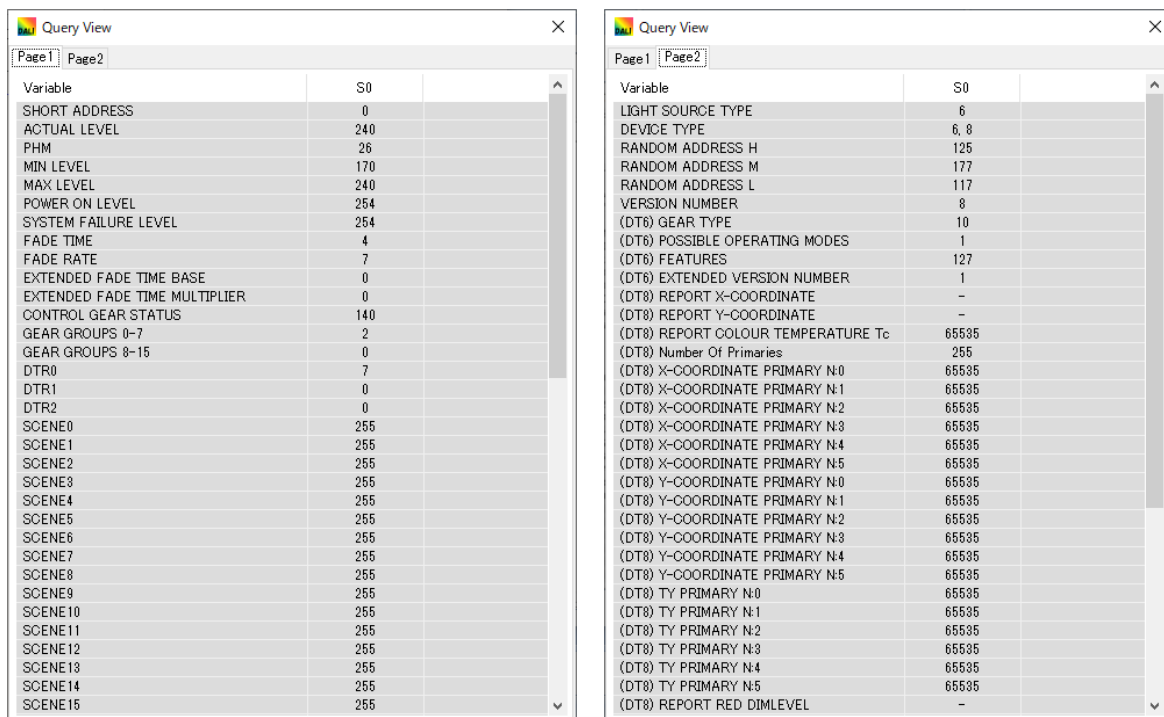 DALI Query View
Page1 Page2
Variable S0
SHORT ADDRESS 0
ACTUAL LEVEL 240
PHM 26
MIN LEVEL 170
MAX LEVEL 240
POWER ON LEVEL 254
SYSTEM FAILURE LEVEL 254
FADE TIME 4
FADE RATE 7
EXTENDED FADE TIME BASE 0
EXTENDED FADE TIME MULTIPLIER 0
CONTROL GEAR STATUS 140
GEAR GROUPS 0-7 2
GEAR GROUPS 8-15 0
DTR0 7
DTR1 0
DTR2 0
SCENE0 255
SCENE1 255
SCENE2 255
SCENE3 255
SCENE4 255
SCENE5 255
SCENE6 255
SCENE7 255
SCENE8 255
SCENE9 255
SCENE10 255
SCENE11 255
SCENE12 255
SCENE13 255
SCENE14 255
SCENE15 255
DALI Query View
Page1 Page2
Variable S0
LIGHT SOURCE TYPE 6
DEVICE TYPE 6, 8
RANDOM ADDRESS H 125
RANDOM ADDRESS M 177
RANDOM ADDRESS L 117
VERSION NUMBER 8
(DT6) GEAR TYPE 10
(DT6) POSSIBLE OPERATING MODES 1
(DT6) FEATURES 127
(DT6) EXTENDED VERSION NUMBER 1
(DT8) REPORT X-COORDINATE -
(DT8) REPORT Y-COORDINATE -
(DT8) REPORT COLOUR TEMPERATURE Tc 65535
(DT8) Number Of Primaries 255
(DT8) X-COORDINATE PRIMARY N:0 65535
(DT8) X-COORDINATE PRIMARY N:1 65535
(DT8) X-COORDINATE PRIMARY N:2 65535
(DT8) X-COORDINATE PRIMARY N:3 65535
(DT8) X-COORDINATE PRIMARY N:4 65535
(DT8) X-COORDINATE PRIMARY N:5 65535
(DT8) Y-COORDINATE PRIMARY N:0 65535
(DT8) Y-COORDINATE PRIMARY N:1 65535
(DT8) Y-COORDINATE PRIMARY N:2 65535
(DT8) Y-COORDINATE PRIMARY N:3 65535
(DT8) Y-COORDINATE PRIMARY N:4 65535
(DT8) Y-COORDINATE PRIMARY N:5 65535
(DT8) TY PRIMARY N:0 65535
(DT8) TY PRIMARY N:1 65535
(DT8) TY PRIMARY N:2 65535
(DT8) TY PRIMARY N:3 65535
(DT8) TY PRIMARY N:4 65535
(DT8) TY PRIMARY N:5 65535
(DT8) REPORT RED DIMLEVEL -